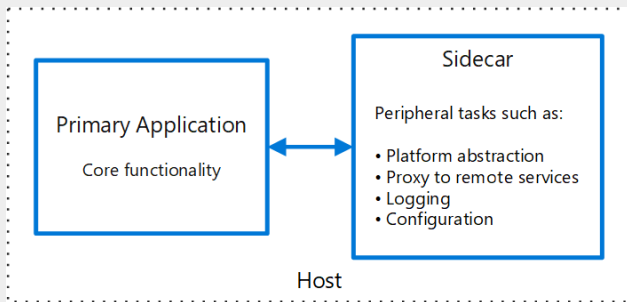 Primary Application
Core functionality
Sidecar
Peripheral tasks such as:
• Platform abstraction
• Proxy to remote services
• Logging
• Configuration
Host